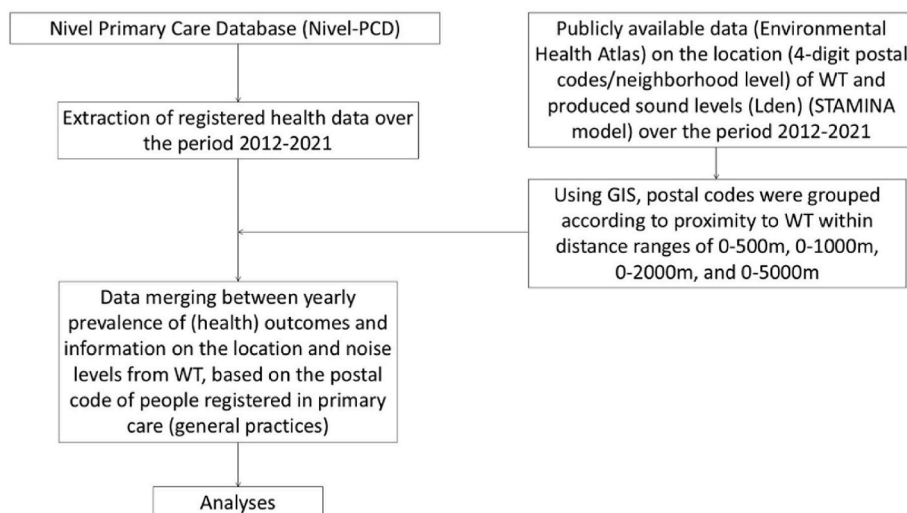 Nivel Primary Care Database (Nivel-PCD)
Extraction of registered health data over
the period 2012-2021
Publicly available data (Environmental
Health Atlas) on the location (4-digit postal
codes/neighborhood level) of WT and
produced sound levels (Lden) (STAMINA
model) over the period 2012-2021
Using GIS, postal codes were grouped
according to proximity to WT within
distance ranges of 0-500m, 0-1000m,
0-2000m, and 0-5000m
Data merging between yearly
prevalence of (health) outcomes and
information on the location and noise
levels from WT, based on the postal
code of people registered in primary
care (general practices)
Analyses